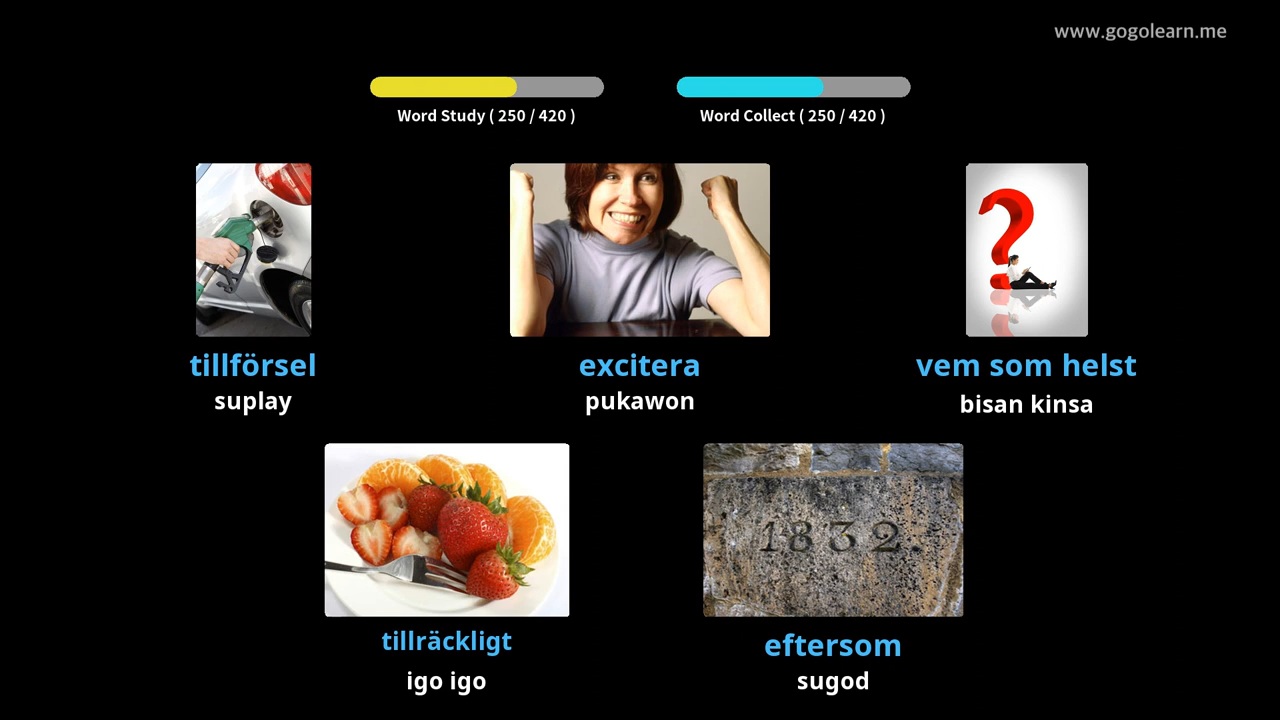 www.gogolearn.me
Word Study ( 250 / 420 )
Word Collect ( 250 / 420 )
tillförsel
suplay
excitera
pukawon
vem som helst
bisan kinsa
1832.
tillräckligt
igo igo
eftersom
sugod